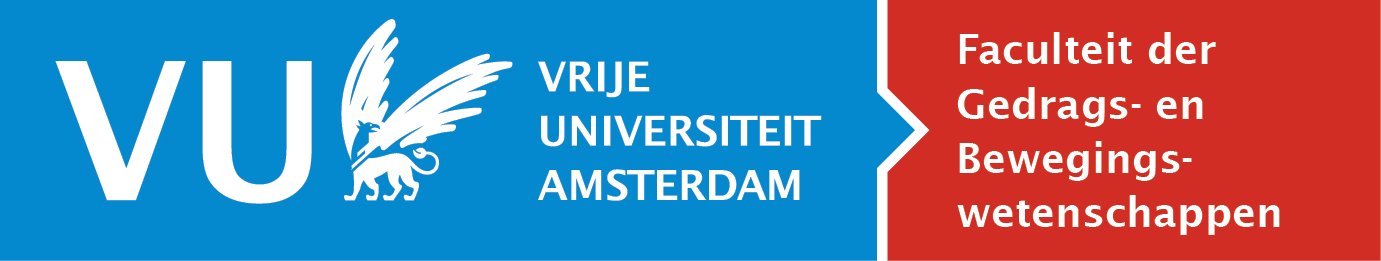 VU
VRIJE
UNIVERSITEIT
AMSTERDAM
Faculteit der
Gedrags- en
Bewegings-
wetenschappen